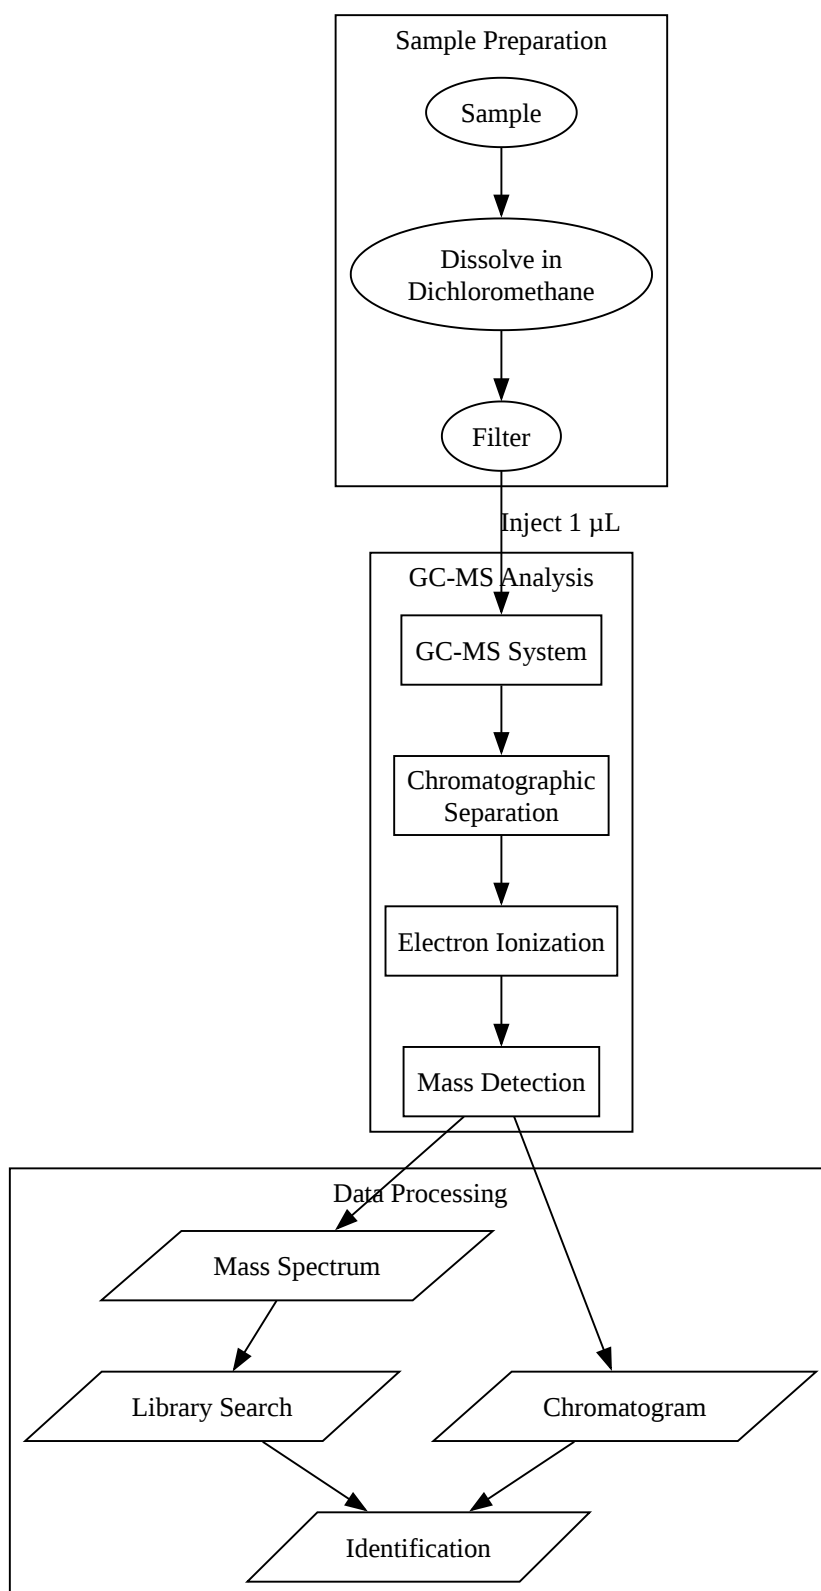 Sample Preparation
Sample
Dissolve in
Dichloromethane
Filter
Inject 1 µL
GC-MS Analysis
GC-MS System
Chromatographic
Separation
Electron Ionization
Mass Detection
Data Processing
Mass Spectrum
Library Search
Chromatogram
Identification